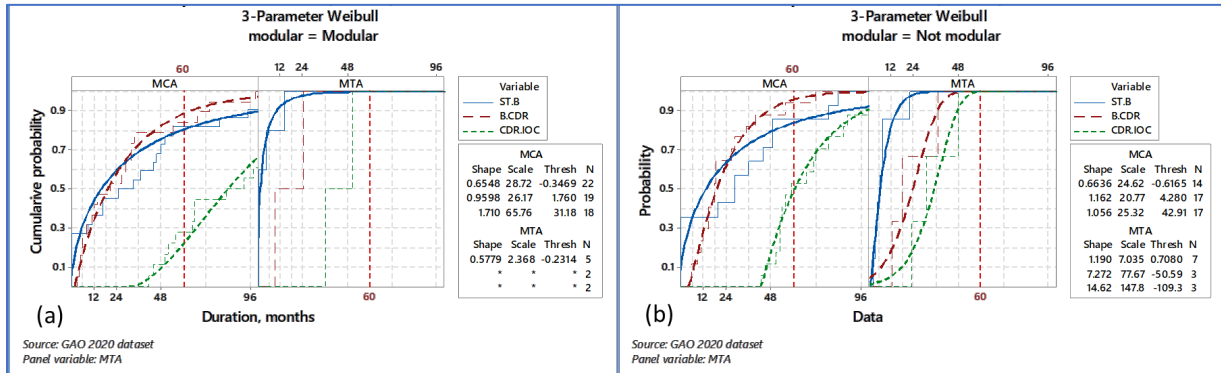 3-Parameter Weibull
modular = Modular
60
12 24 48 96
MCA MTA
0.9
0.7
0.5
0.3
0.1
Cumulative probability
12 24 48 96
60
(a)
Duration, months
Variable
ST.B
B.CDR
CDR.IOC
MCA
Shape Scale Thresh N
0.6548 28.72 -0.3469 22
0.9598 26.17 1.760 19
1.710 65.76 31.18 18
MTA
Shape Scale Thresh N
0.5779 2.368 -0.2314 5
* * * 2
* * * 2
Source: GAO 2020 dataset
Panel variable: MTA
3-Parameter Weibull
modular = Not modular
60
12 24 48 96
MCA MTA
0.9
0.7
0.5
0.3
0.1
Probability
12 24 48 96
60
(b)
Data
Variable
ST.B
B.CDR
CDR.IOC
MCA
Shape Scale Thresh N
0.6636 24.62 -0.6165 14
1.162 20.77 4.280 17
1.056 25.32 42.91 17
MTA
Shape Scale Thresh N
1.190 7.035 0.7080 7
7.272 77.67 -50.59 3
14.62 147.8 -109.3 3
Source: GAO 2020 dataset
Panel variable: MTA